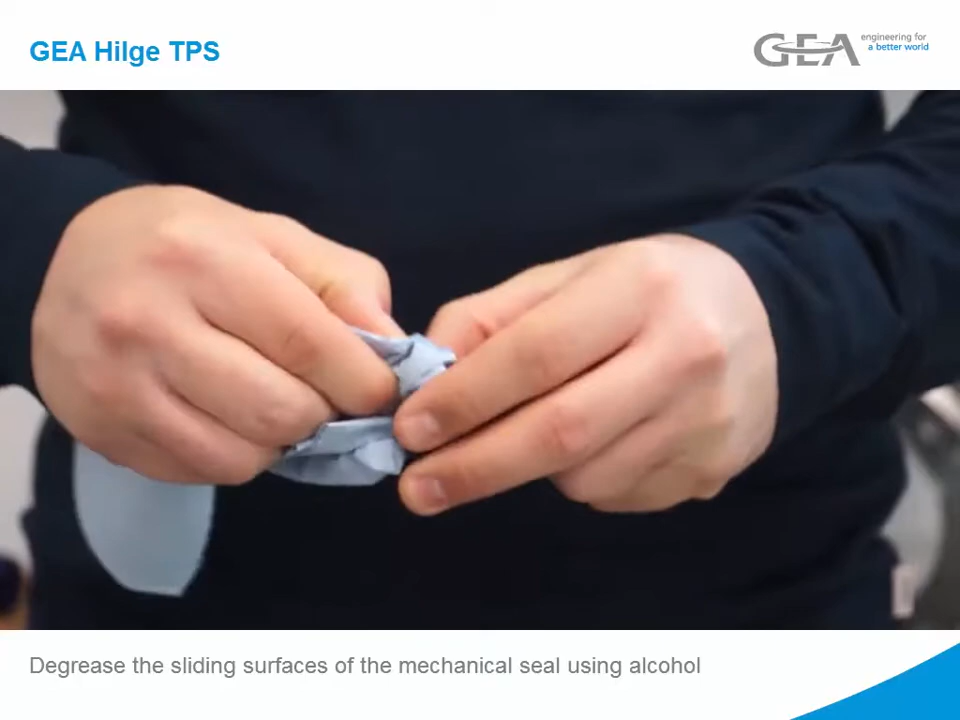 GEA Hilge TPS
GEA
engineering for
a better world
Degrease the sliding surfaces of the mechanical seal using alcohol